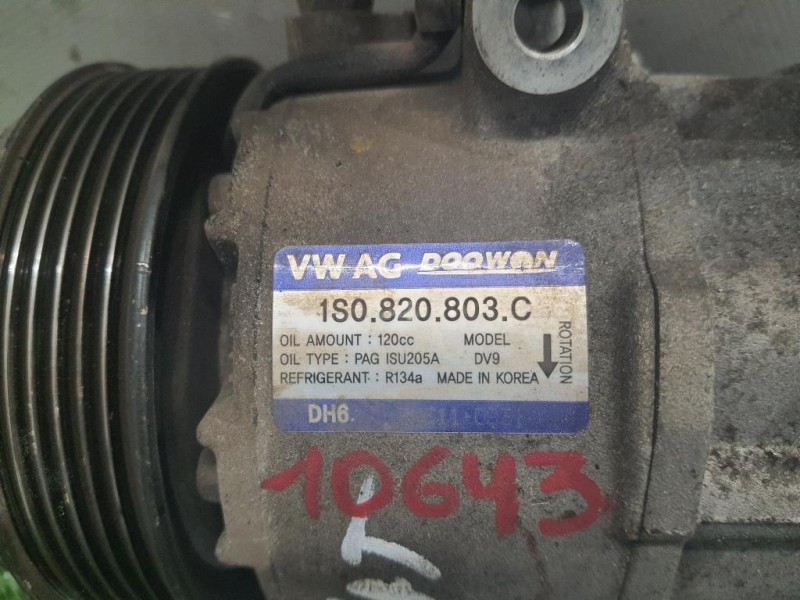 VW AG DOOWON
1S0.820.803.C
OIL AMOUNT : 120cc MODEL
OIL TYPE : PAG ISU205A DV9
REFRIGERANT : R134a MADE IN KOREA
ROTATION
DH6
10643